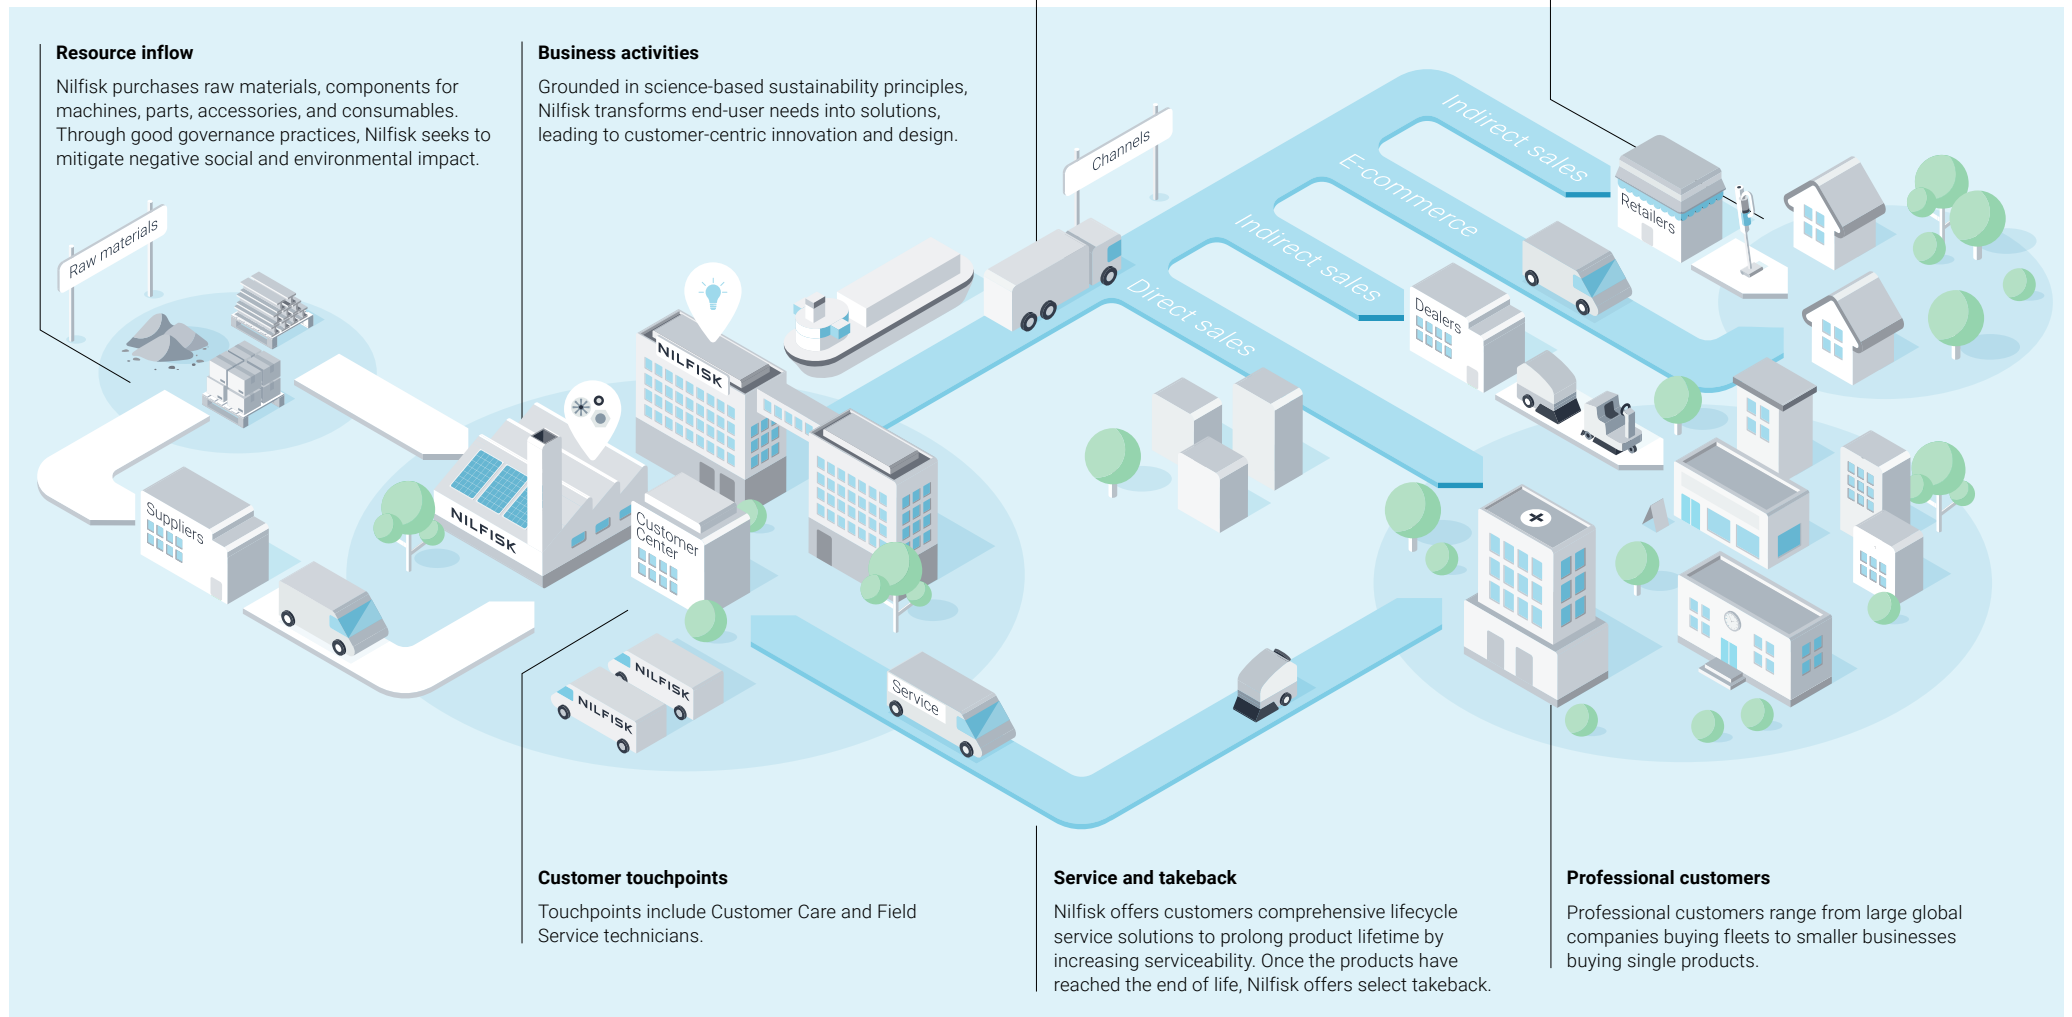 Resource inflow
Nilfisk purchases raw materials, components for
machines, parts, accessories, and consumables.
Through good governance practices, Nilfisk seeks to
mitigate negative social and environmental impact.
Business activities
Grounded in science-based sustainability principles,
Nilfisk transforms end-user needs into solutions,
leading to customer-centric innovation and design.
Raw materials
Channels
Indirect sales
E-commerce
Indirect sales
Direct sales
Retailers
Dealers
NILFISK
NILFISK
Suppliers
Customer
Center
NILFISK
NILFISK
Service
Customer touchpoints
Touchpoints include Customer Care and Field
Service technicians.
Service and takeback
Nilfisk offers customers comprehensive lifecycle
service solutions to prolong product lifetime by
increasing serviceability. Once the products have
reached the end of life, Nilfisk offers select takeback.
Professional customers
Professional customers range from large global
companies buying fleets to smaller businesses
buying single products.